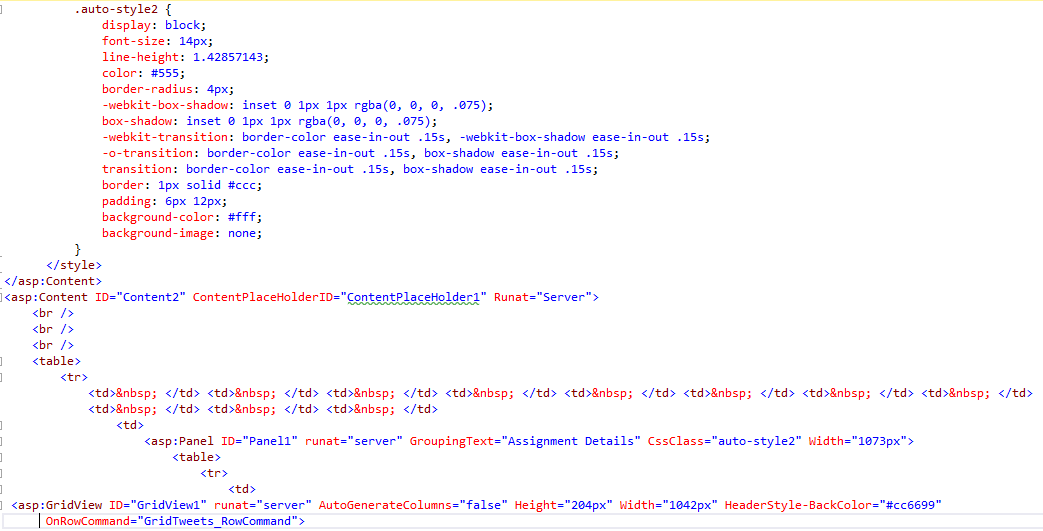 .auto-style2 {
display: block;
font-size: 14px;
line-height: 1.42857143;
color: #555;
border-radius: 4px;
-webkit-box-shadow: inset 0 1px 1px rgba(0, 0, 0, .075);
box-shadow: inset 0 1px 1px rgba(0, 0, 0, .075);
-webkit-transition: border-color ease-in-out .15s, -webkit-box-shadow ease-in-out .15s;
-o-transition: border-color ease-in-out .15s, box-shadow ease-in-out .15s;
transition: border-color ease-in-out .15s, box-shadow ease-in-out .15s;
border: 1px solid #ccc;
padding: 6px 12px;
background-color: #fff;
background-image: none;
}
</style>
</asp:Content>
<asp:Content ID="Content2" ContentPlaceHolderID="ContentPlaceHolder1" Runat="Server">
<br />
<br />
<br />
<table>
<tr>
<td>&nbsp; </td> <td>&nbsp; </td> <td>&nbsp; </td> <td>&nbsp; </td> <td>&nbsp; </td> <td>&nbsp; </td> <td>&nbsp; </td> <td>&nbsp; </td>
<td>&nbsp; </td> <td>&nbsp; </td> <td>&nbsp; </td>
<td>
<asp:Panel ID="Panel1" runat="server" GroupingText="Assignment Details" CssClass="auto-style2" Width="1073px">
<table>
<tr>
<td>
<asp:GridView ID="GridView1" runat="server" AutoGenerateColumns="false" Height="204px" Width="1042px" HeaderStyle-BackColor="#cc6699"
OnRowCommand="GridTweets_RowCommand">